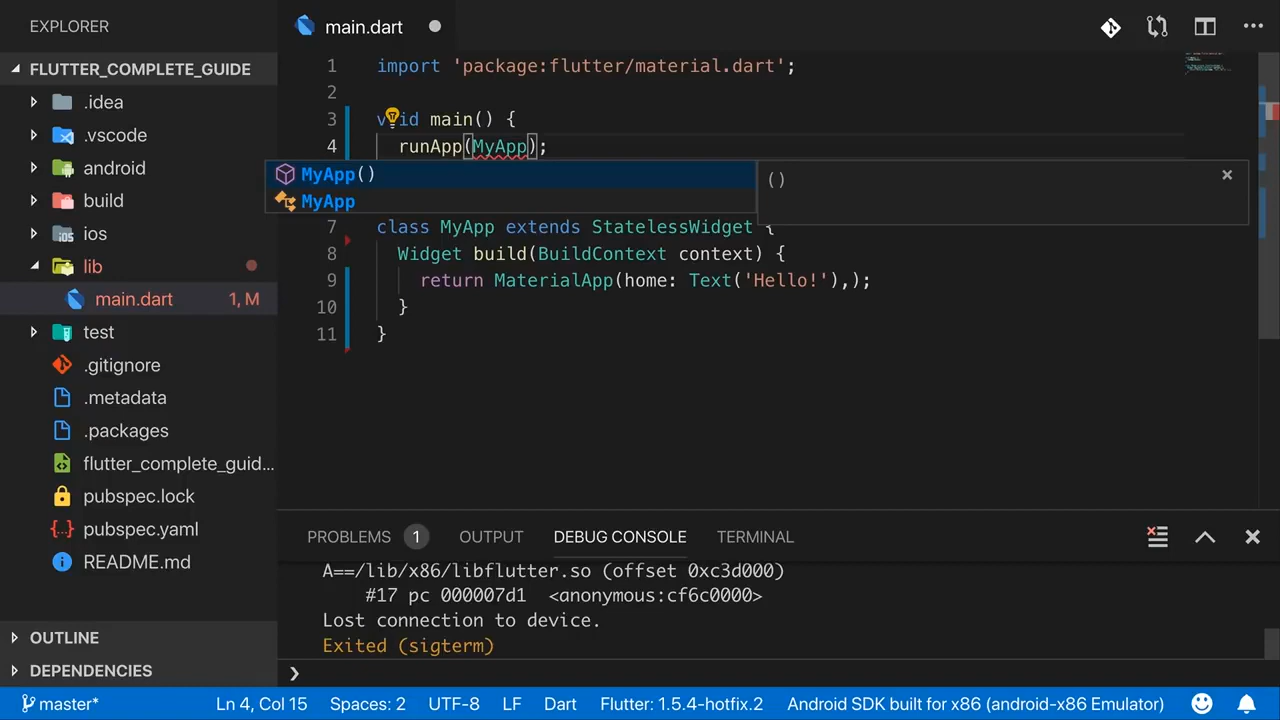 EXPLORER
FLUTTER_COMPLETE_GUIDE
.idea
.vscode
android
build
ios
lib
main.dart 1, M
test
.gitignore
.metadata
.packages
flutter_complete_guid...
pubspec.lock
pubspec.yaml
README.md
OUTLINE
DEPENDENCIES
main.dart
1 import 'package:flutter/material.dart';
2
3 void main() {
4 runApp(MyApp);
MyApp()
MyApp
()
7 class MyApp extends StatelessWidget {
8 Widget build(BuildContext context) {
9 return MaterialApp(home: Text('Hello!'),);
10 }
11 }
PROBLEMS 1 OUTPUT DEBUG CONSOLE TERMINAL
A==/lib/x86/libflutter.so (offset 0xc3d000)
#17 pc 000007d1 <anonymous:cf6c0000>
Lost connection to device.
Exited (sigterm)
master* Ln 4, Col 15 Spaces: 2 UTF-8 LF Dart Flutter: 1.5.4-hotfix.2 Android SDK built for x86 (android-x86 Emulator)